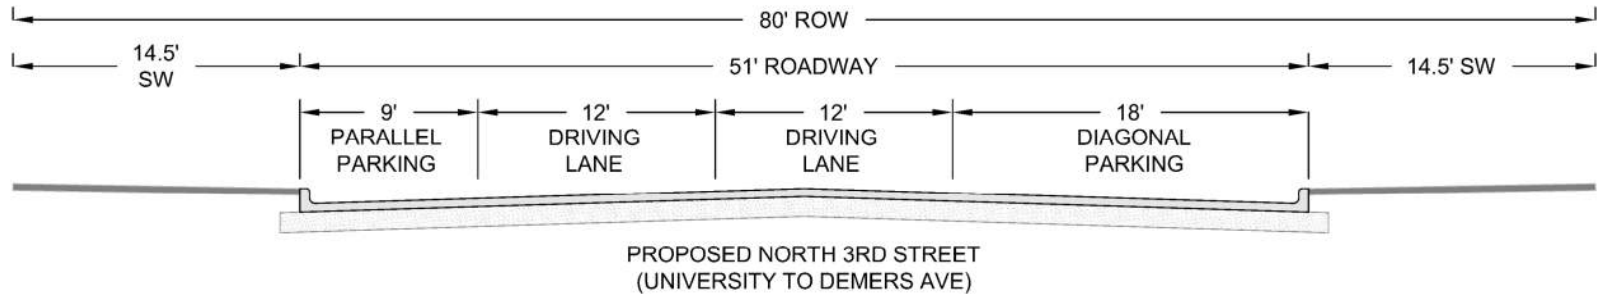 80' ROW
14.5'
SW
51' ROADWAY
14.5' SW
9'
PARALLEL
PARKING
12'
DRIVING
LANE
12'
DRIVING
LANE
18'
DIAGONAL
PARKING
PROPOSED NORTH 3RD STREET
(UNIVERSITY TO DEMERS AVE)